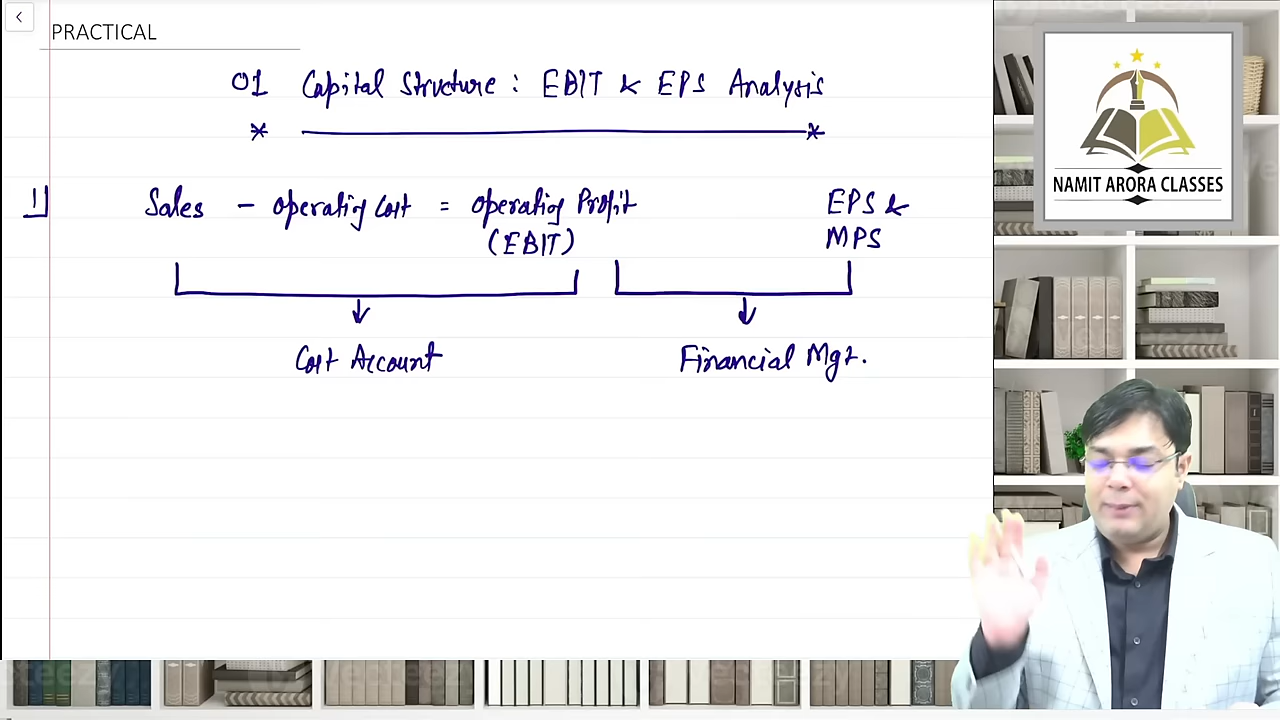 PRACTICAL
01 Capital Structure : EBIT & EPS Analysis
* *
1] Sales - operating Cost = operating Profit EPS &
(EBIT) MPS
Cost Account Financial Mgt.
NAMIT ARORA CLASSES